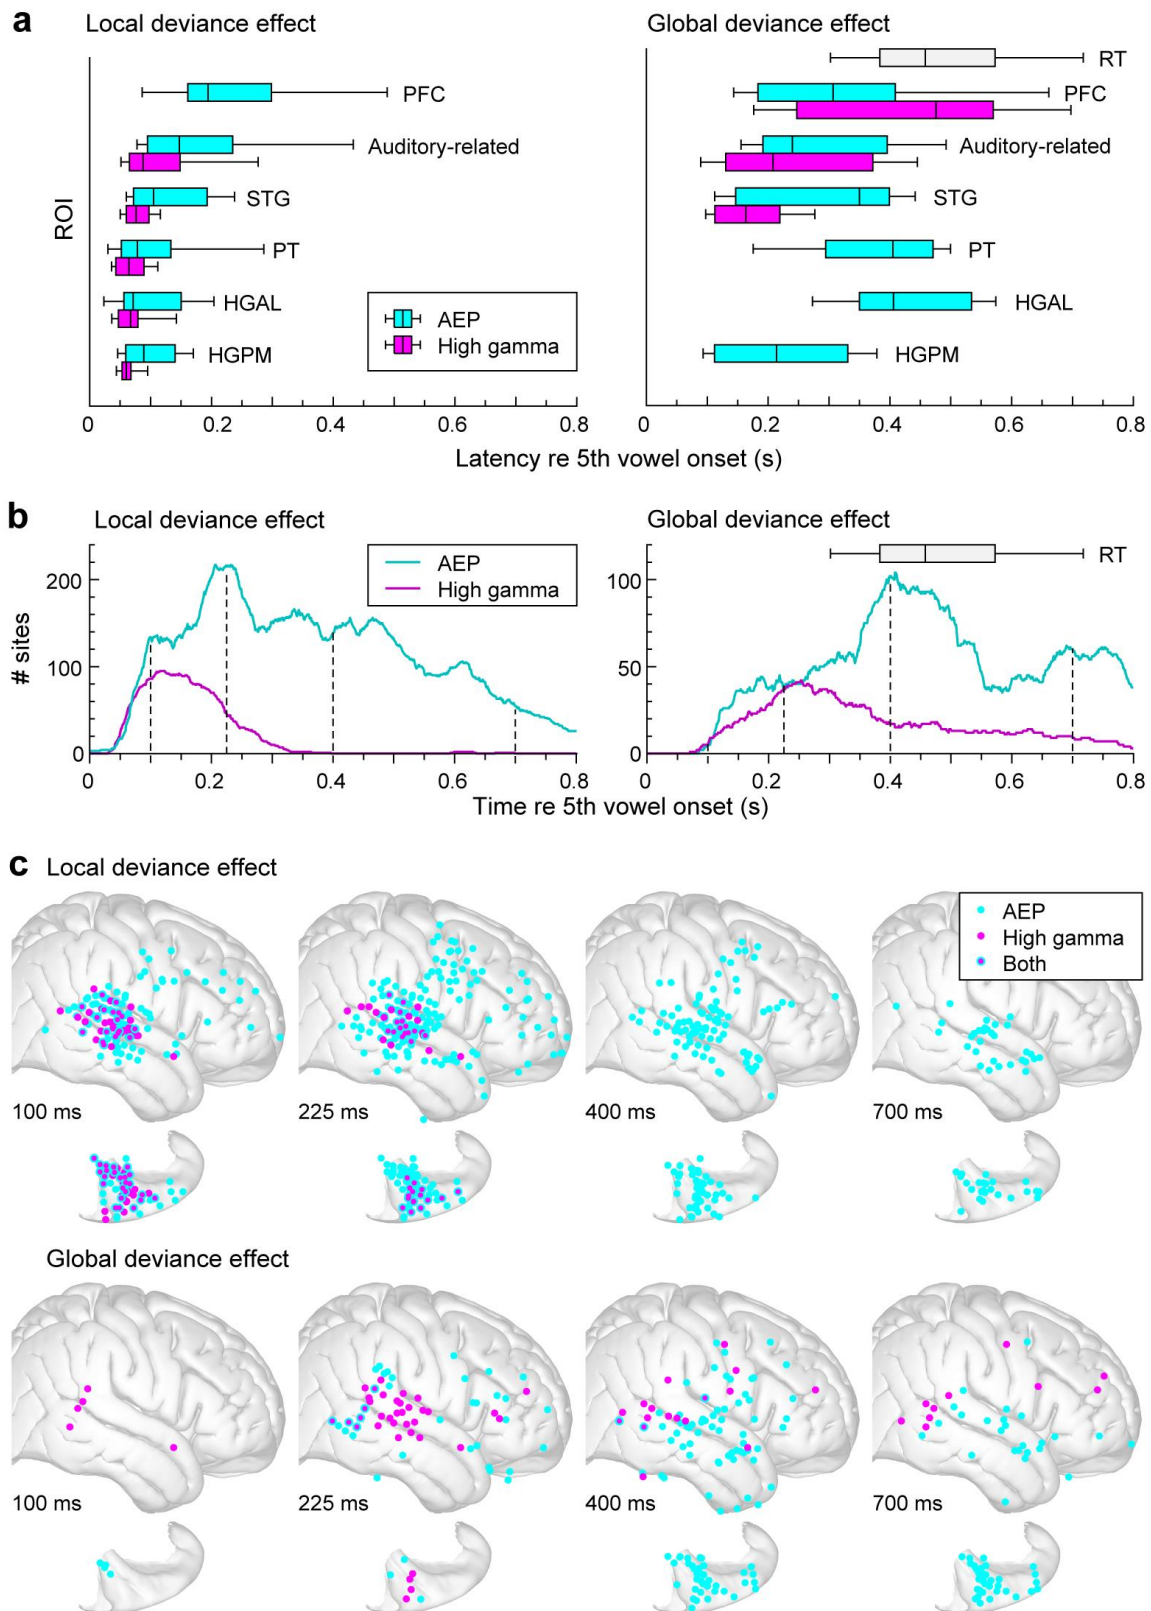 a
Local deviance effect
Global deviance effect
RT
PFC
PFC
Auditory-related
Auditory-related
STG
STG
ROI
PT
PT
HGAL
HGAL
AEP
High gamma
HGPM
HGPM
0 0.2 0.4 0.6 0.8
0 0.2 0.4 0.6 0.8
Latency re 5th vowel onset (s)
b
Local deviance effect
Global deviance effect
AEP
High gamma
RT
# sites
200
100
0
100
50
0
0 0.2 0.4 0.6 0.8
0 0.2 0.4 0.6 0.8
Time re 5th vowel onset (s)
c Local deviance effect
AEP
High gamma
Both
100 ms
225 ms
400 ms
700 ms
Global deviance effect
100 ms
225 ms
400 ms
700 ms